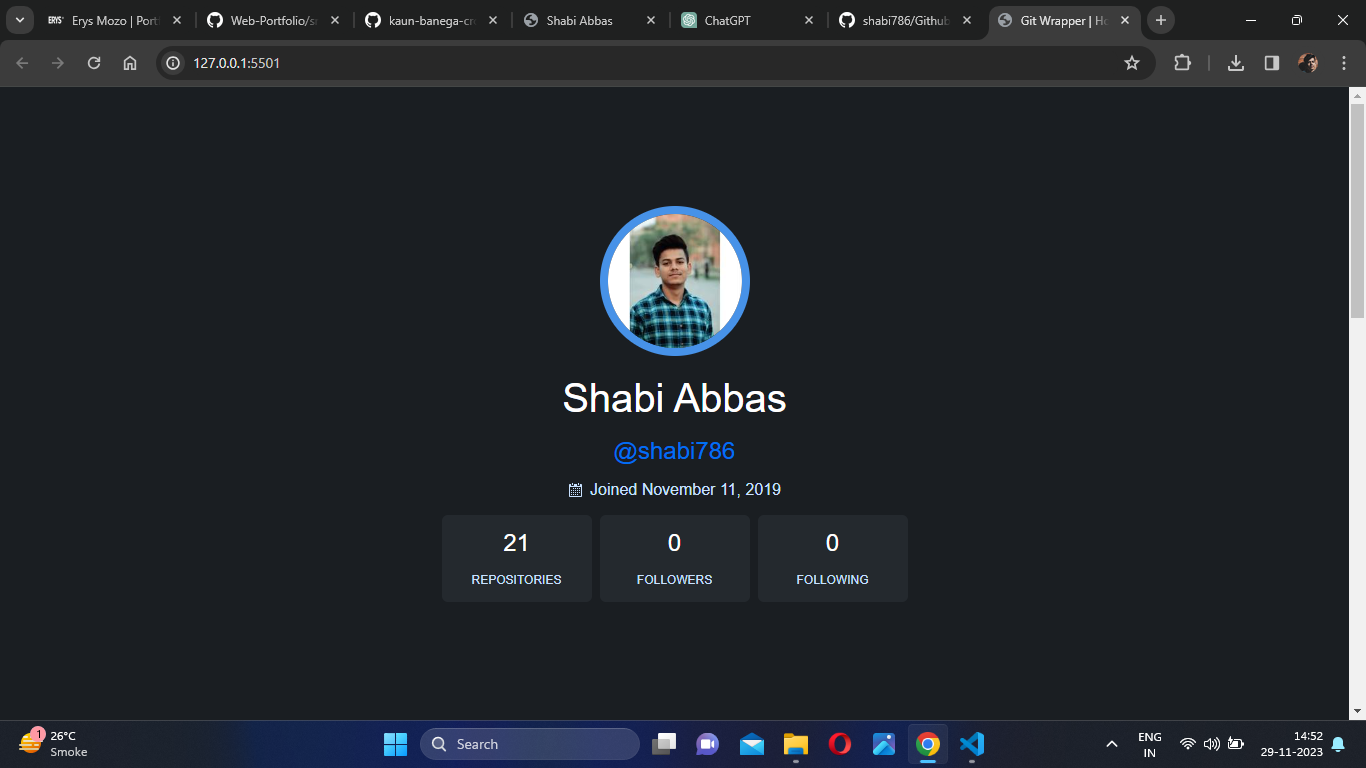 ERYS Erys Mozo | Port
Web-Portfolio/sr
kaun-banega-cr
Shabi Abbas
ChatGPT
shabi786/Github
Git Wrapper | Ho
127.0.0.1:5501
Shabi Abbas
@shabi786
Joined November 11, 2019
21
REPOSITORIES
0
FOLLOWERS
0
FOLLOWING
1
26°C
Smoke
Search
ENG
IN
14:52
29-11-2023